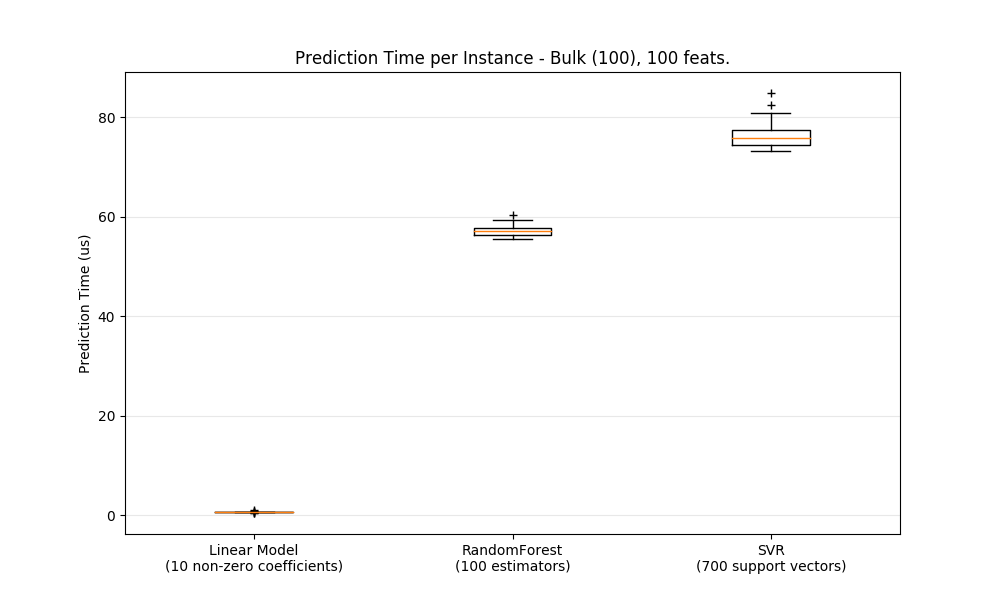 Prediction Time per Instance - Bulk (100), 100 feats.
Prediction Time (us)
80
60
40
20
0
Linear Model
(10 non-zero coefficients)
RandomForest
(100 estimators)
SVR
(700 support vectors)